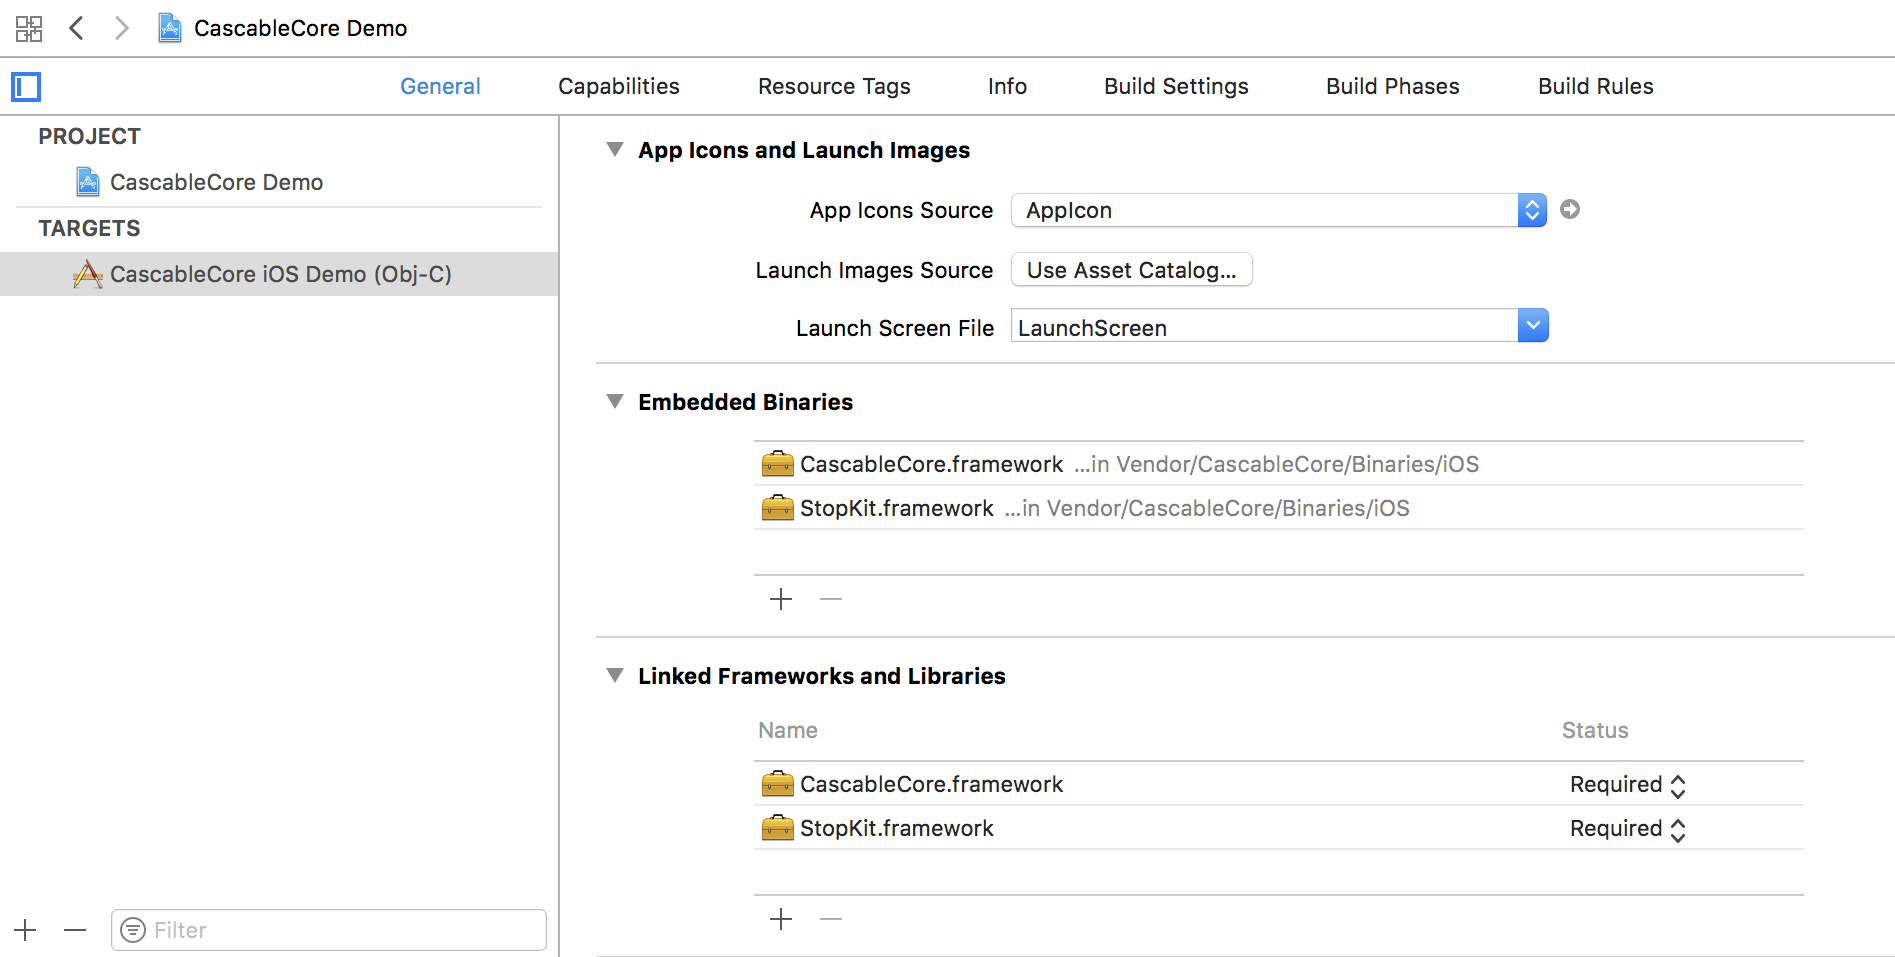 CascableCore Demo
General Capabilities Resource Tags Info Build Settings Build Phases Build Rules
PROJECT
CascableCore Demo
TARGETS
CascableCore iOS Demo (Obj-C)
Filter
App Icons and Launch Images
App Icons Source AppIcon
Launch Images Source Use Asset Catalog...
Launch Screen File LaunchScreen
Embedded Binaries
CascableCore.framework ...in Vendor/CascableCore/Binaries/iOS
StopKit.framework ...in Vendor/CascableCore/Binaries/iOS
Linked Frameworks and Libraries
Name Status
CascableCore.framework Required
StopKit.framework Required